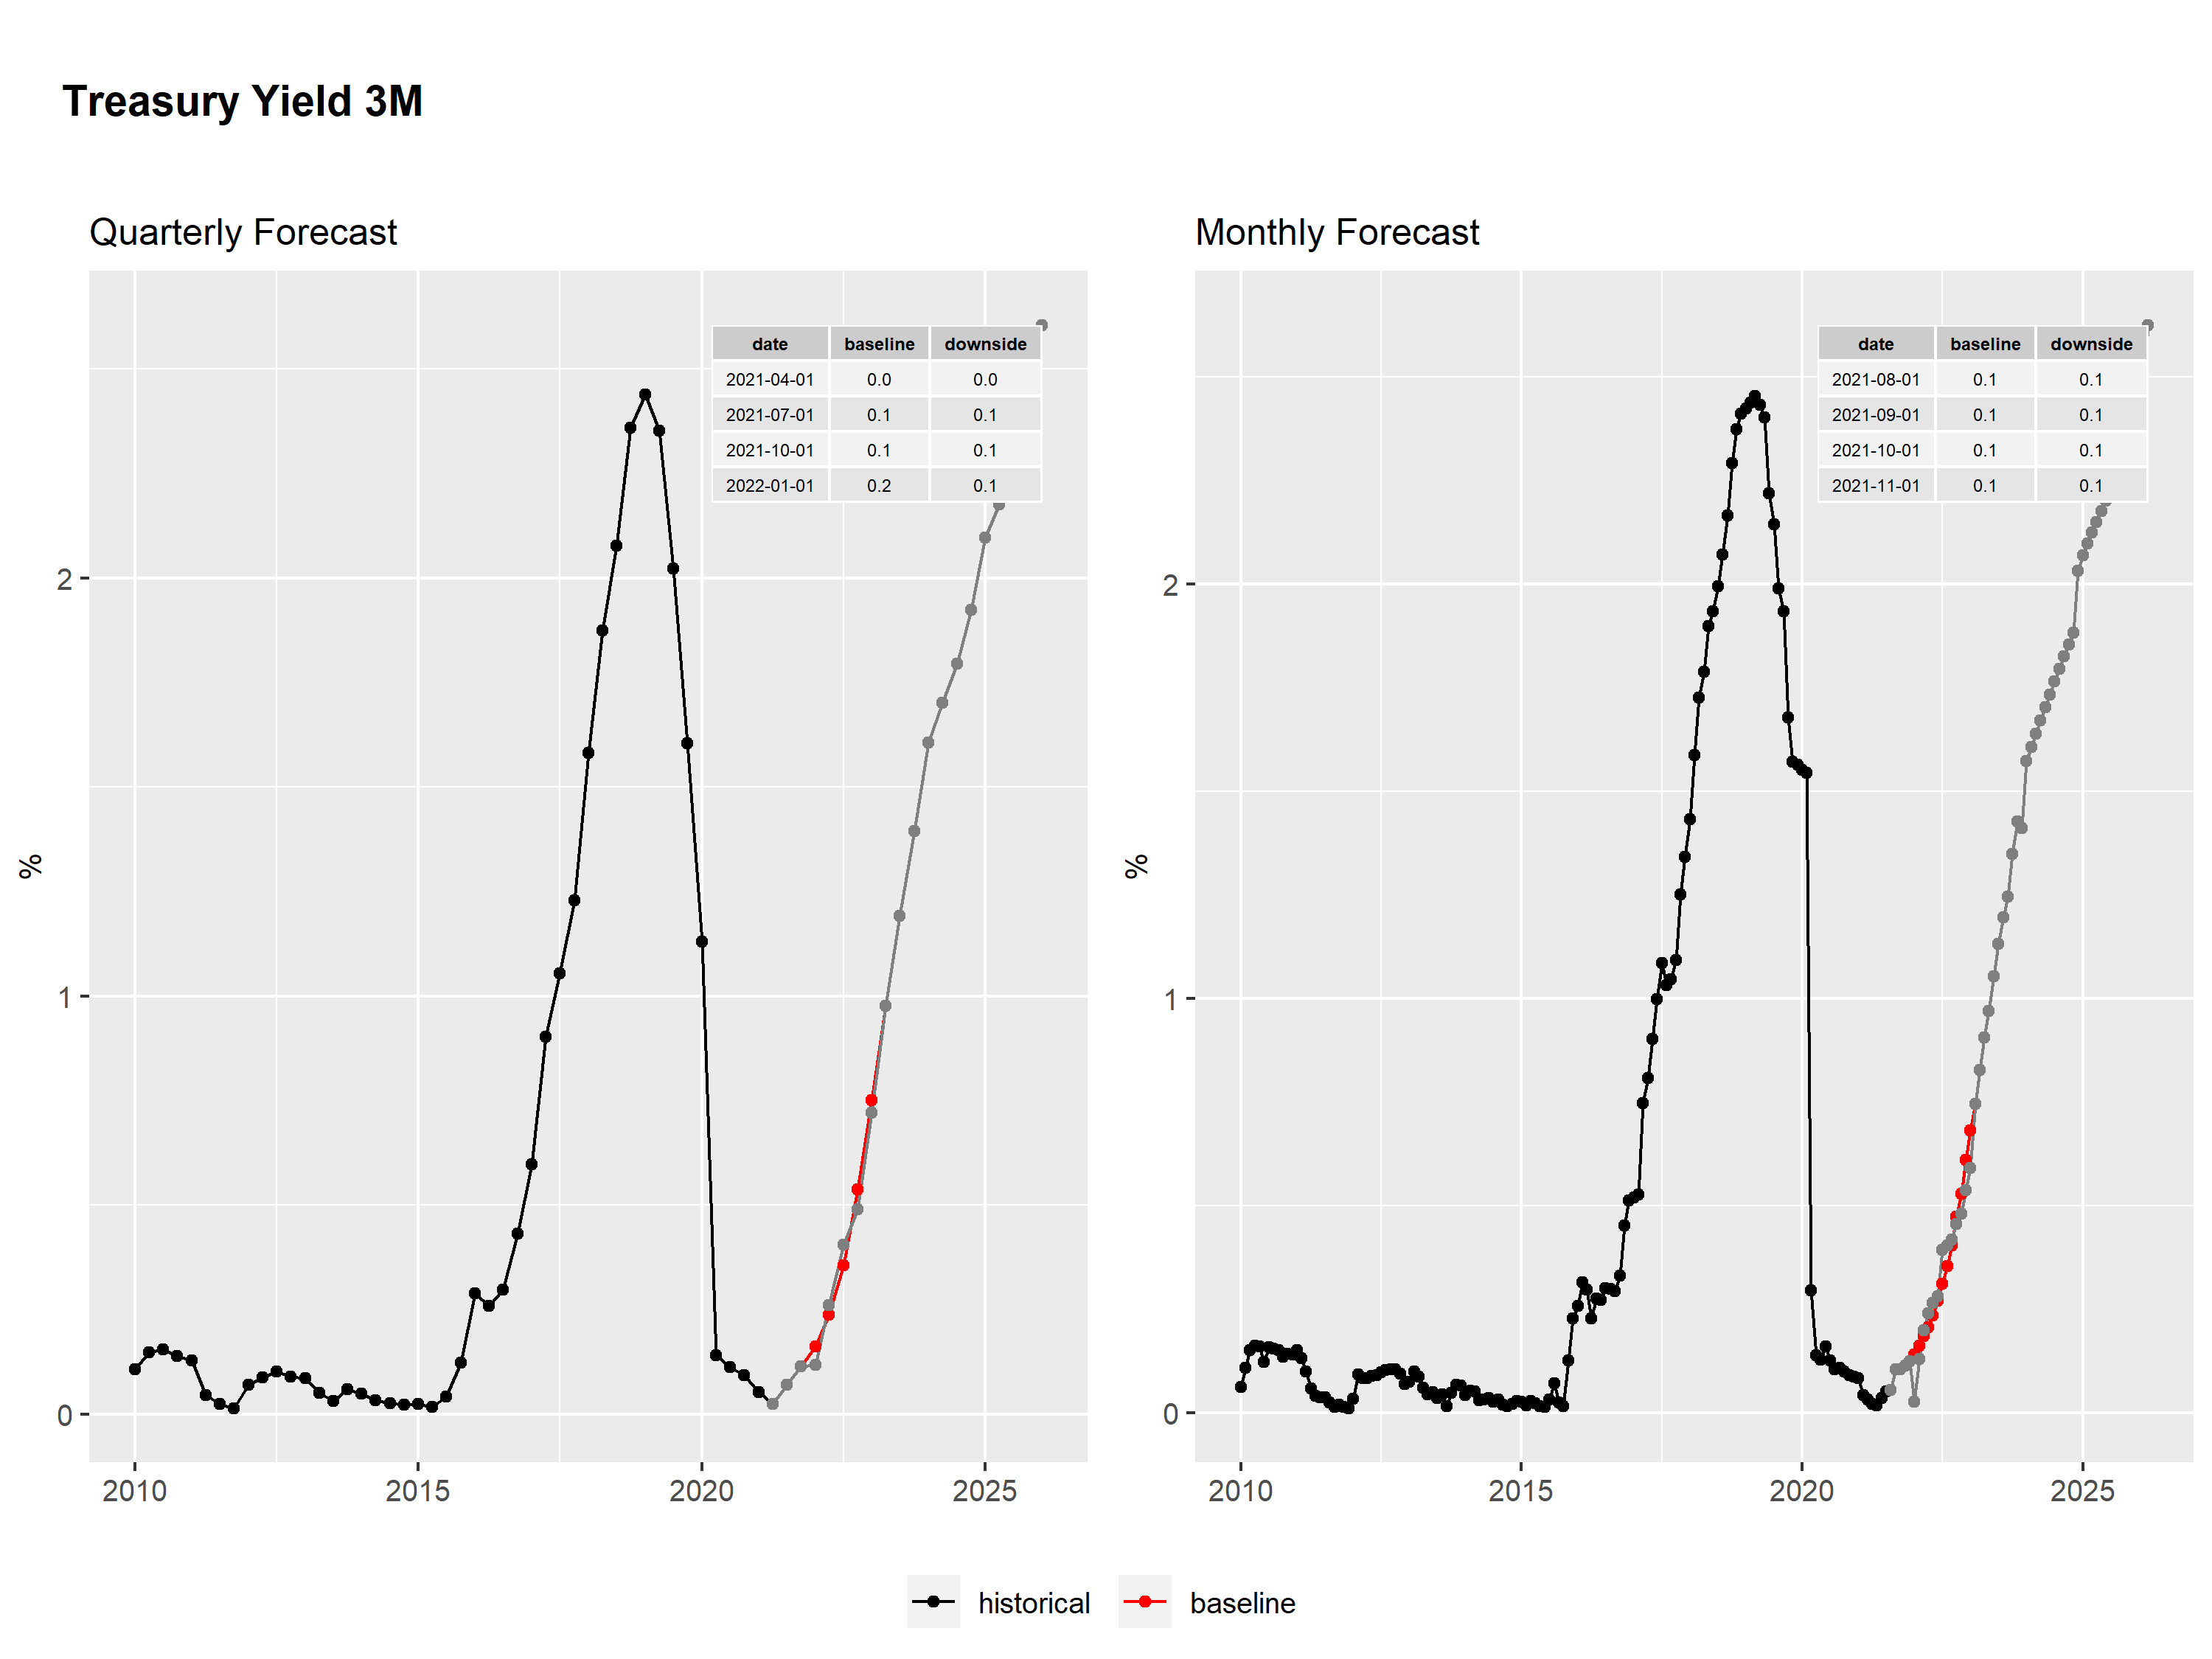 Treasury Yield 3M
Quarterly Forecast
%
2
1
0
2010 2015 2020 2025
date baseline downside
2021-04-01 0.0 0.0
2021-07-01 0.1 0.1
2021-10-01 0.1 0.1
2022-01-01 0.2 0.1
Monthly Forecast
%
2
1
0
2010 2015 2020 2025
date baseline downside
2021-08-01 0.1 0.1
2021-09-01 0.1 0.1
2021-10-01 0.1 0.1
2021-11-01 0.1 0.1
historical baseline